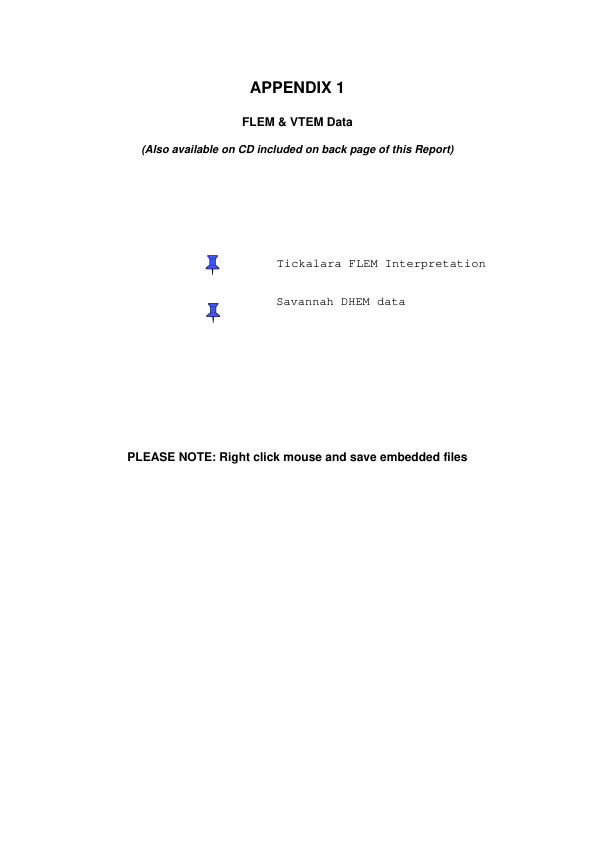 APPENDIX 1
FLEM & VTEM Data
(Also available on CD included on back page of this Report)
Tickalara FLEM Interpretation
Savannah DHEM data
PLEASE NOTE: Right click mouse and save embedded files